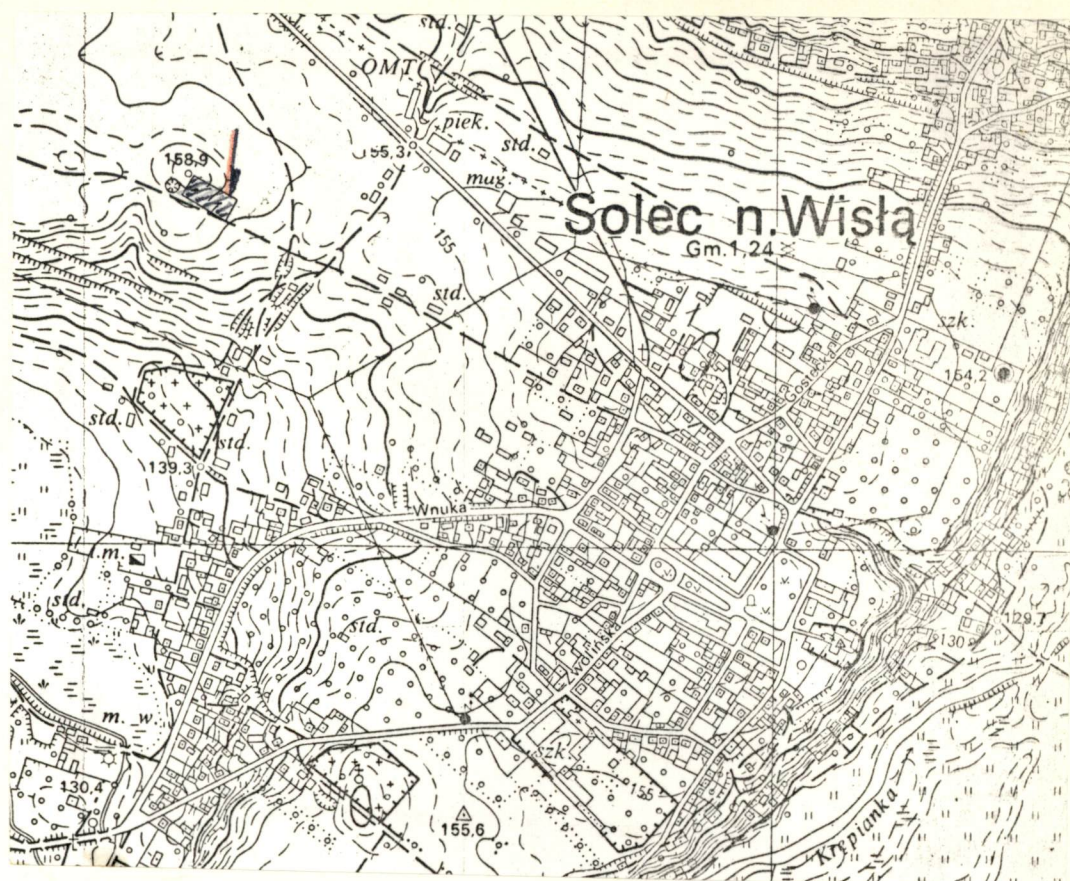 std.
OMT
158,9
piek.
155,3
std.
mag
Solec n. Wisłą
Gm. 1,24
155
std.
szk.
154,2
std.
std.
139,3
Wnuka
i.m.
std.
std.
129,7
130
m. w.
szk.
155
130,4
155,6
Krępianka